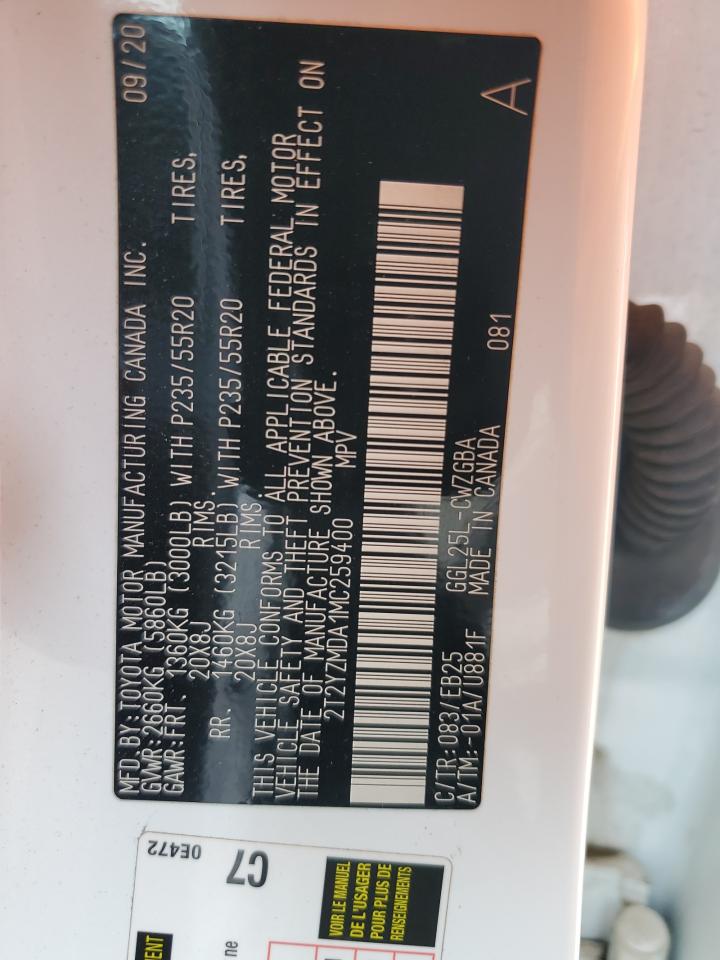 MFD.BY:TOYOTA MOTOR MANUFACTURING CANADA INC. 09/20
GVWR:2660KG (5860LB)
GAWR:FRT. 1360KG (3000LB) WITH P235/55R20 TIRES,
20X8J RIMS.
RR. 1460KG (3215LB) WITH P235/55R20 TIRES,
20X8J RIMS.
THIS VEHICLE CONFORMS TO ALL APPLICABLE FEDERAL MOTOR
VEHICLE SAFETY AND THEFT PREVENTION STANDARDS IN EFFECT ON
THE DATE OF MANUFACTURE SHOWN ABOVE.
2T2YZMDA1MC259400 MPV
C/TR:083/EB25 GGL25L-CWZGBA
A/TM:-01A/U881F MADE IN CANADA 081 A
0E472
C7
VOIR LE MANUEL
DE L'USAGER
POUR PLUS DE
RENSEIGNEMENTS